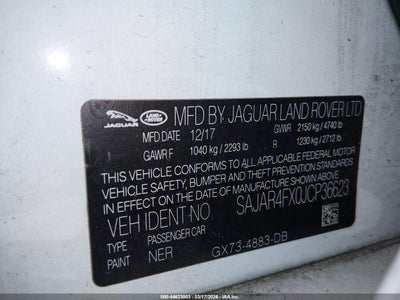 JAGUAR LAND ROVER MFD BY JAGUAR LAND ROVER LTD
MFD DATE 12/17 GVWR 2150 kg / 4740 lb
GAWR F 1040 kg / 2293 lb R 1230 kg / 2712 lb
THIS VEHICLE CONFORMS TO ALL APPLICABLE FEDERAL MOTOR
VEHICLE SAFETY, BUMPER AND THEFT PREVENTION STANDARDS
IN EFFECT ON THE DATE OF MANUFACTURE SHOWN ABOVE
VEH IDENT·NO SAJAR4FX0JCP36623
TYPE PASSENGER CAR
PAINT NER GX73-4883-DB
000-44623003 | 03/17/2026 - COPART